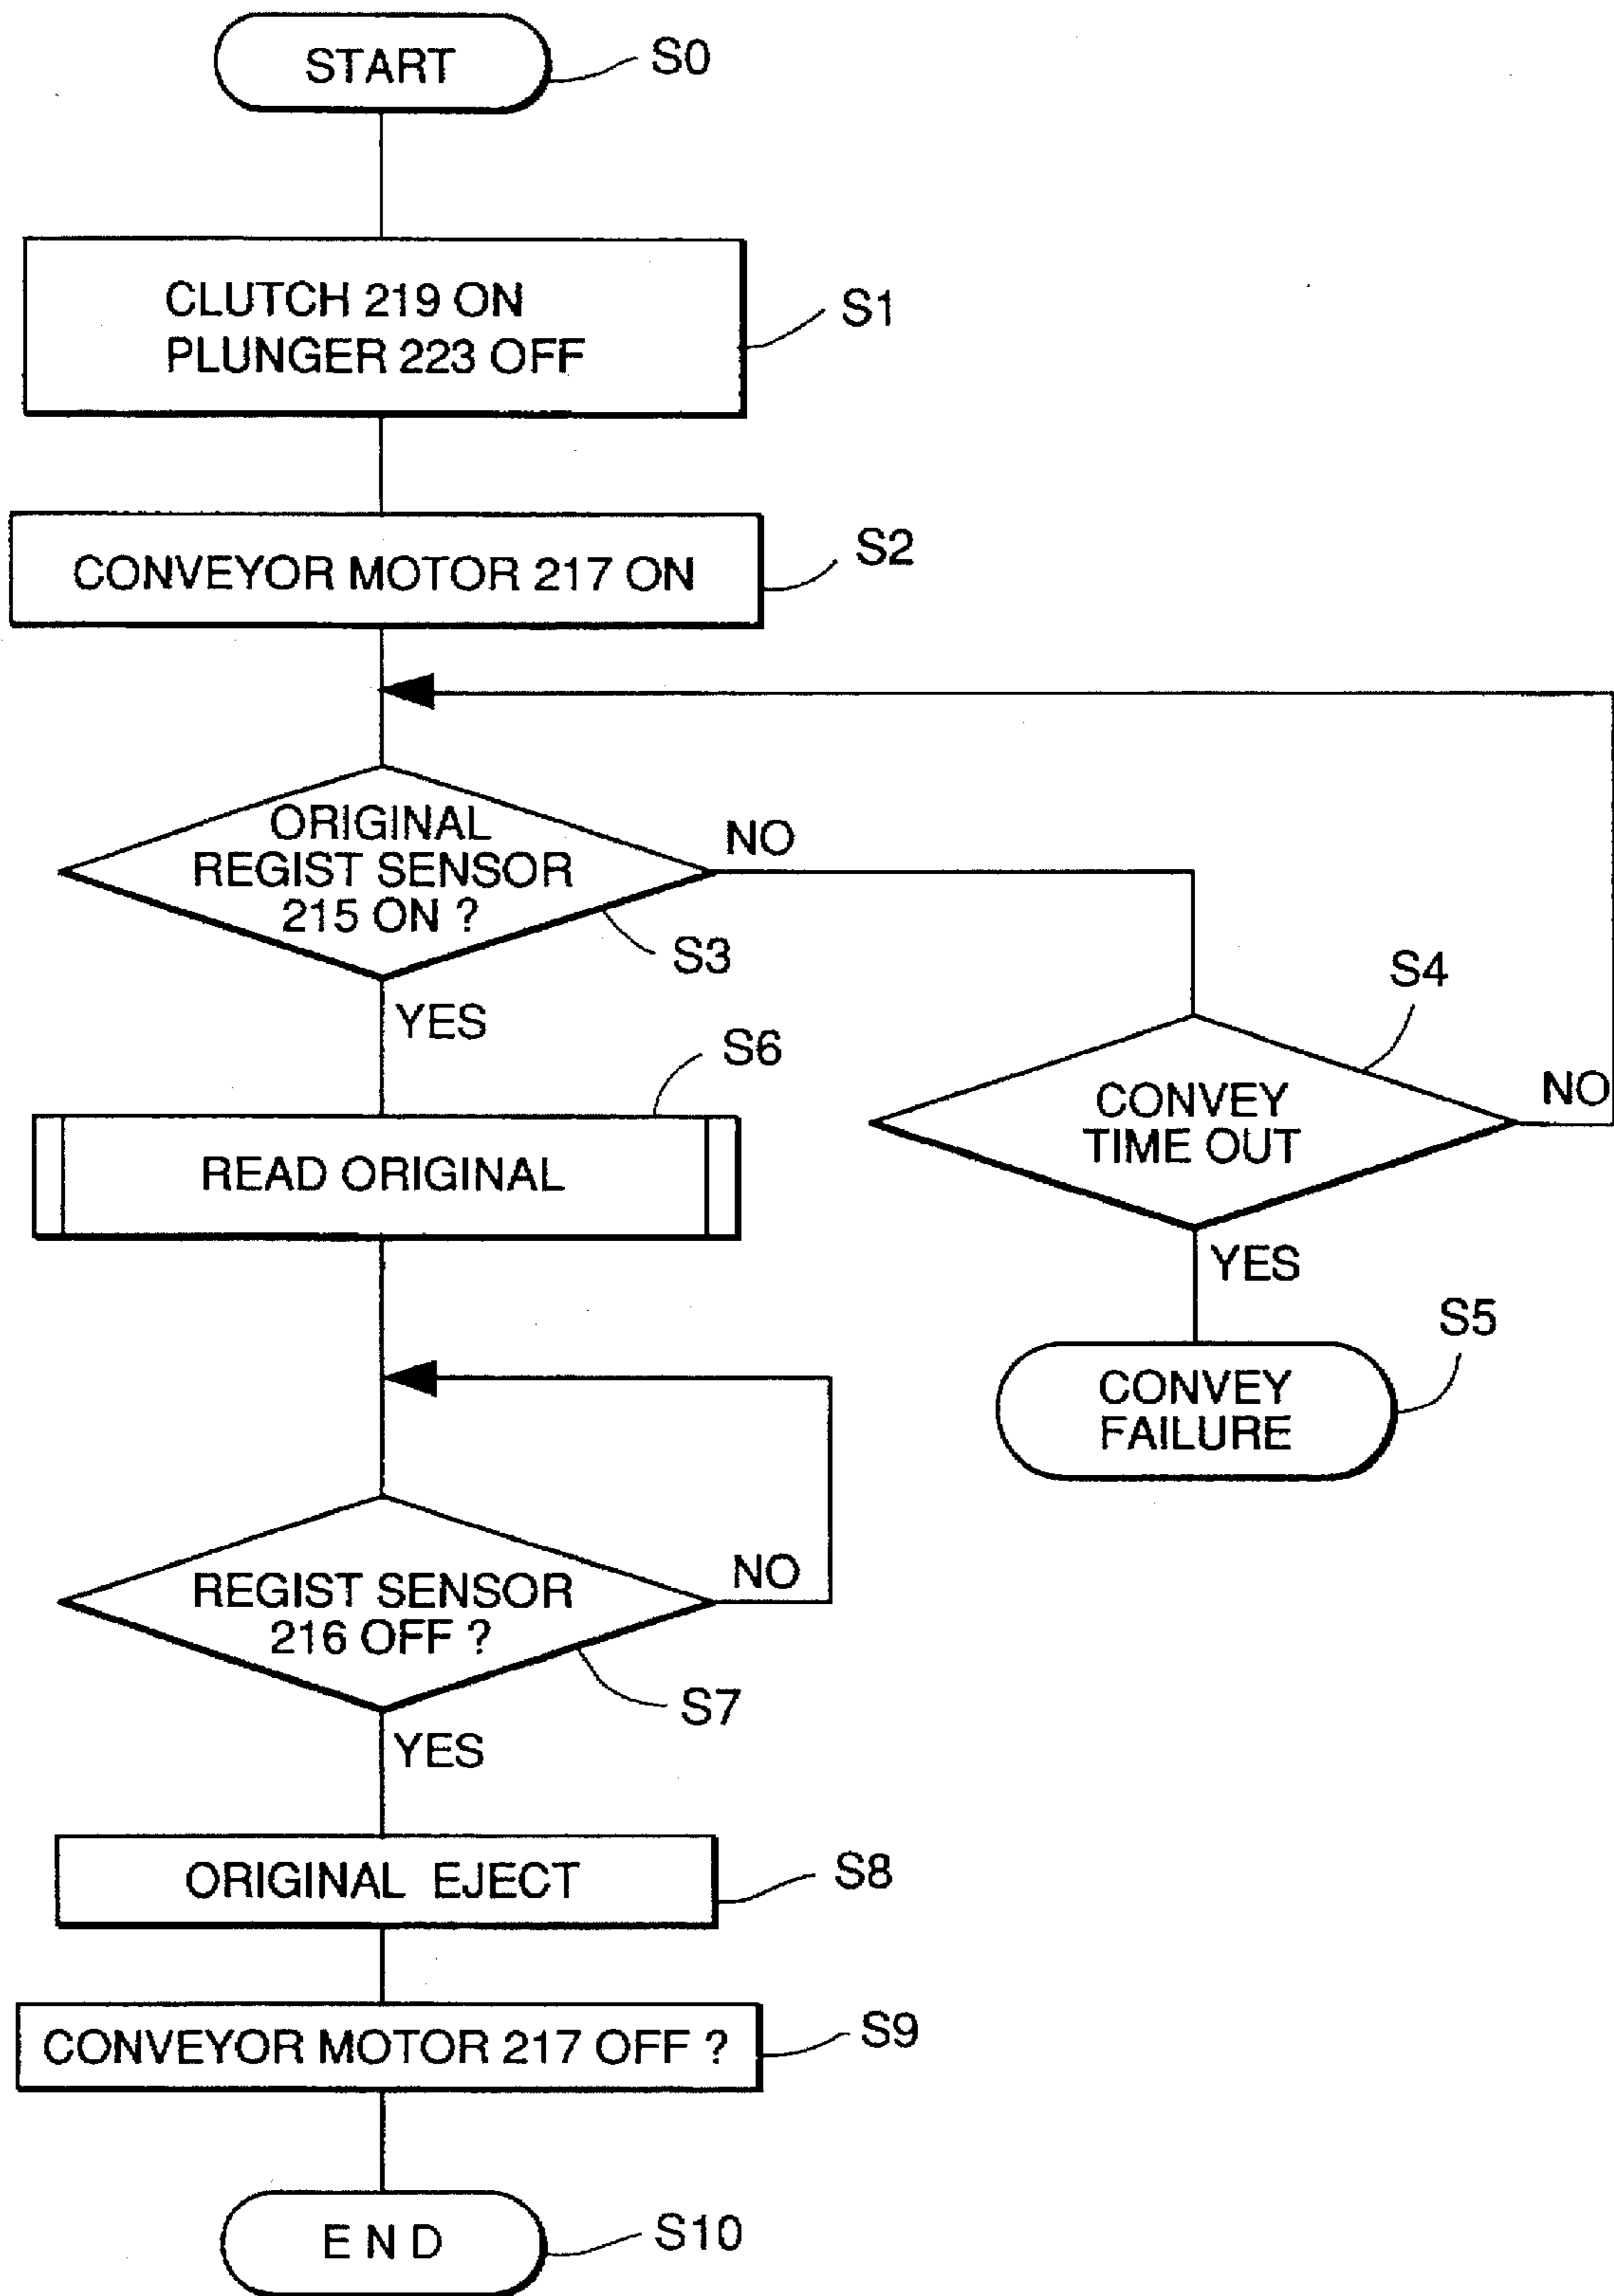 START
S0
CLUTCH 219 ON
PLUNGER 223 OFF
S1
CONVEYOR MOTOR 217 ON
S2
ORIGINAL
REGIST SENSOR
215 ON ?
NO
S3
YES
S4
CONVEY
TIME OUT
NO
YES
S5
CONVEY
FAILURE
S6
READ ORIGINAL
REGIST SENSOR
216 OFF ?
NO
S7
YES
ORIGINAL EJECT
S8
CONVEYOR MOTOR 217 OFF ?
S9
END
S10